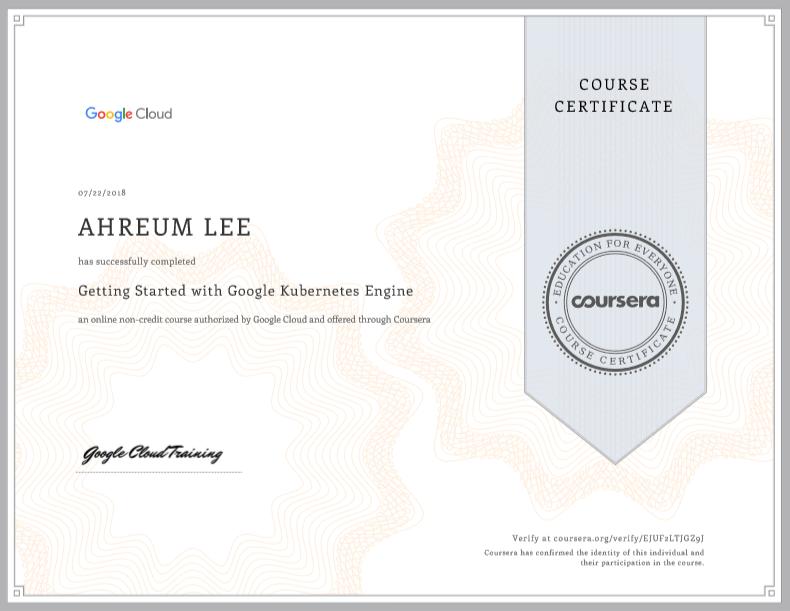 COURSE
CERTIFICATE
Google Cloud
07/22/2018
AHREUM LEE
has successfully completed
Getting Started with Google Kubernetes Engine
an online non-credit course authorized by Google Cloud and offered through Coursera
EDUCATION FOR EVERYONE
coursera
COURSE CERTIFICATE
Google Cloud Training
Verify at coursera.org/verify/EJUF2LTJGZ9J
Coursera has confirmed the identity of this individual and
their participation in the course.